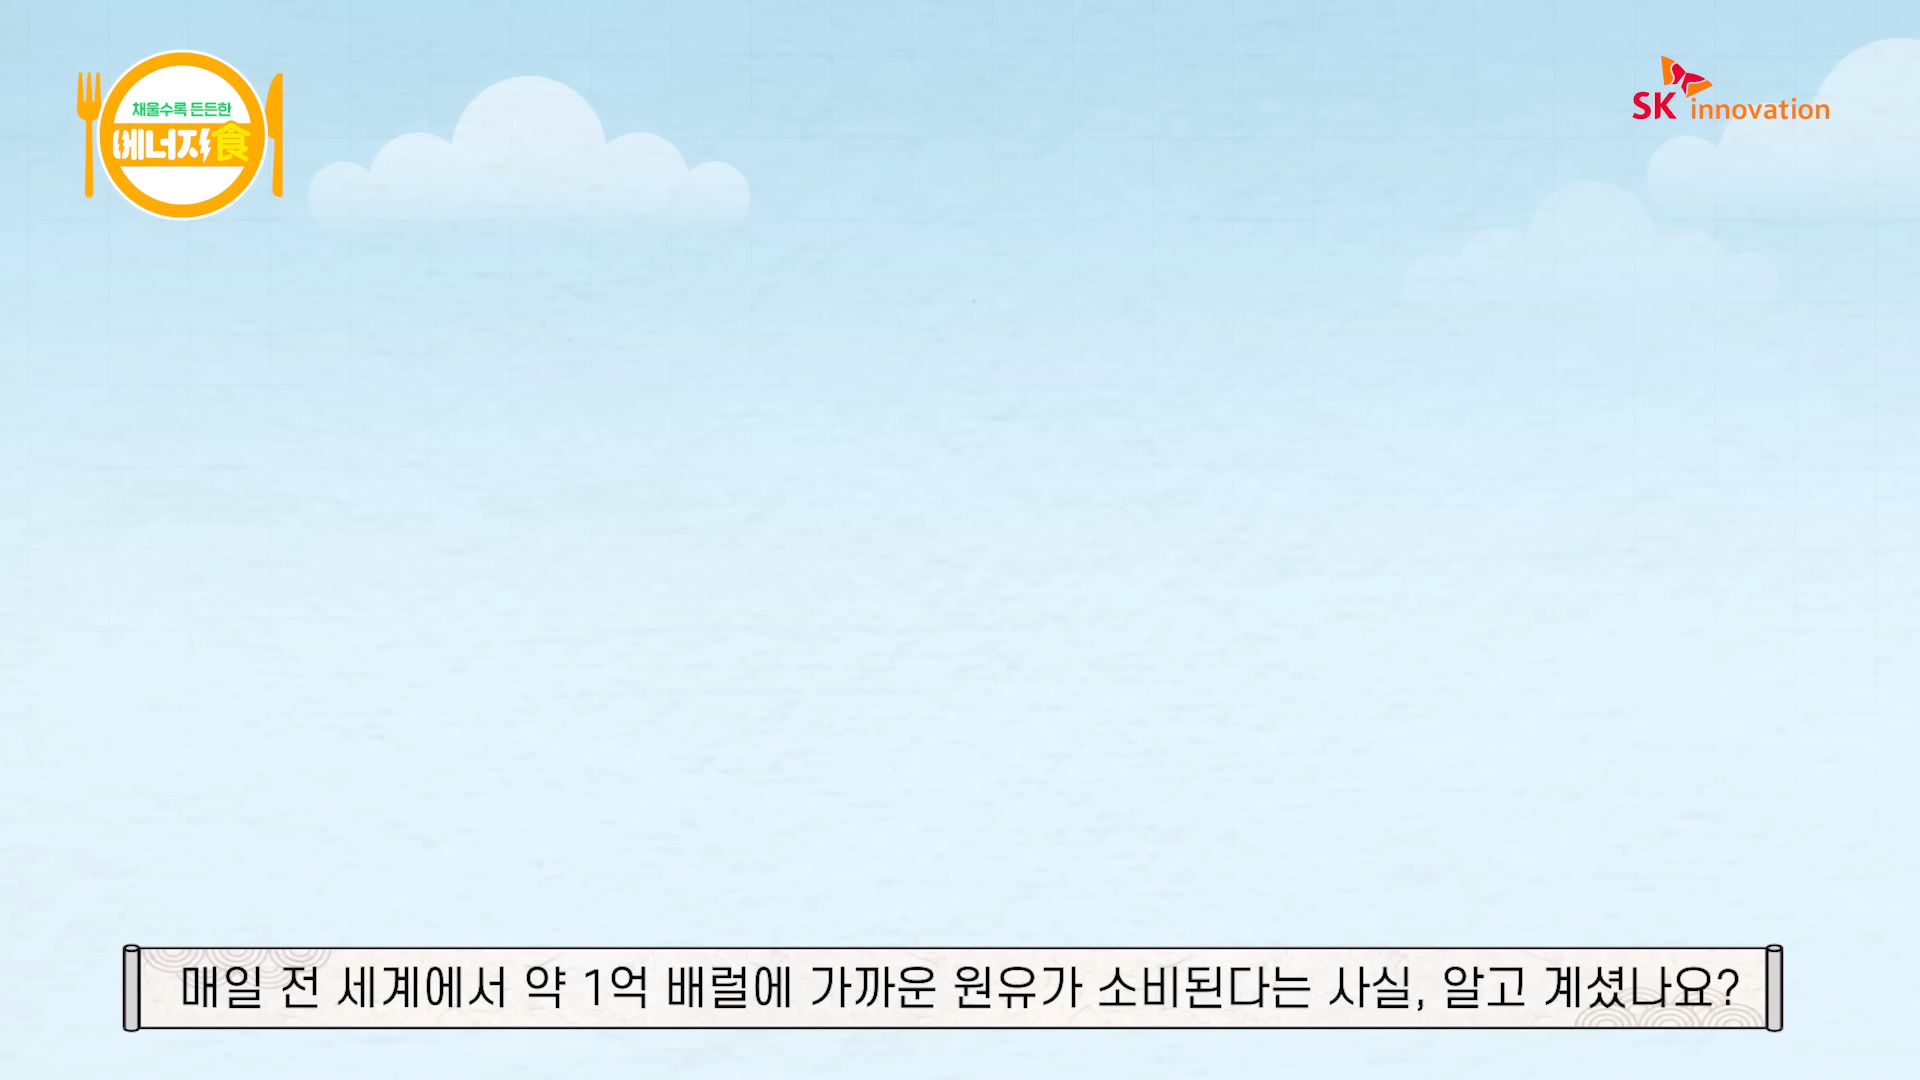 채울수록 든든한
에너지食
SK innovation
매일 전 세계에서 약 1억 배럴에 가까운 원유가 소비된다는 사실, 알고 계셨나요?